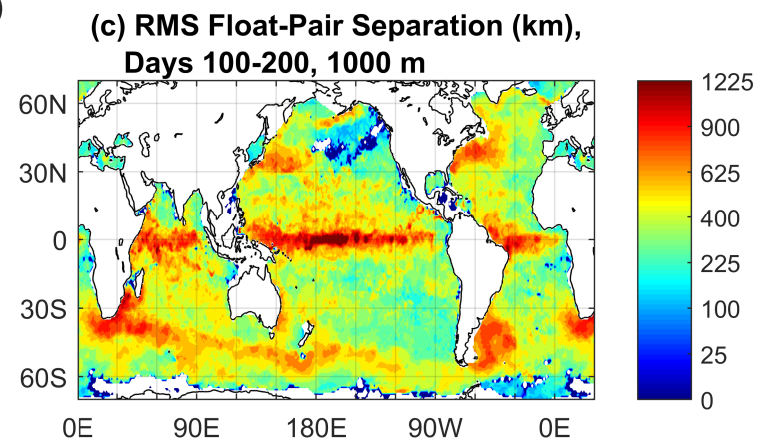 )
(c) RMS Float-Pair Separation (km),
Days 100-200, 1000 m
60N
30N
0
30S
60S
0E 90E 180E 90W 0E
1225
900
625
400
225
100
25
0